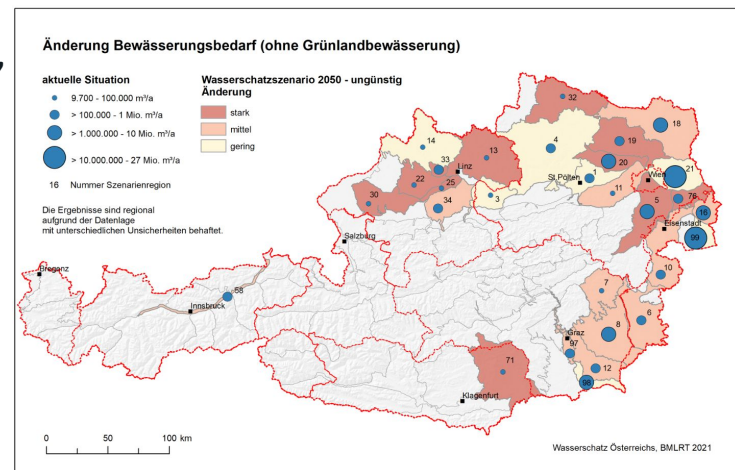 Änderung Bewässerungsbedarf (ohne Grünlandbewässerung)
aktuelle Situation
9.700 - 100.000 m³/a
> 100.000 - 1 Mio. m³/a
> 1.000.000 - 10 Mio. m³/a
> 10.000.000 - 27 Mio. m³/a
16 Nummer Szenarienregion
Die Ergebnisse sind regional
aufgrund der Datenlage
mit unterschiedlichen Unsicherheiten behaftet.
Wasserschatzszenario 2050 - ungünstig
Änderung
stark
mittel
gering
32
18
14
4
19
13
33
Linz
20
21
22
25
St.Pölten
1
Wien
30
34
3
11
76
5
16
Eisenstadt
99
Salzburg
Bregenz
10
58
7
Innsbruck
6
Graz
8
97
71
12
98
Klagenfurt
0 50 100 km
Wasserschatz Österreichs, BMLRT 2021